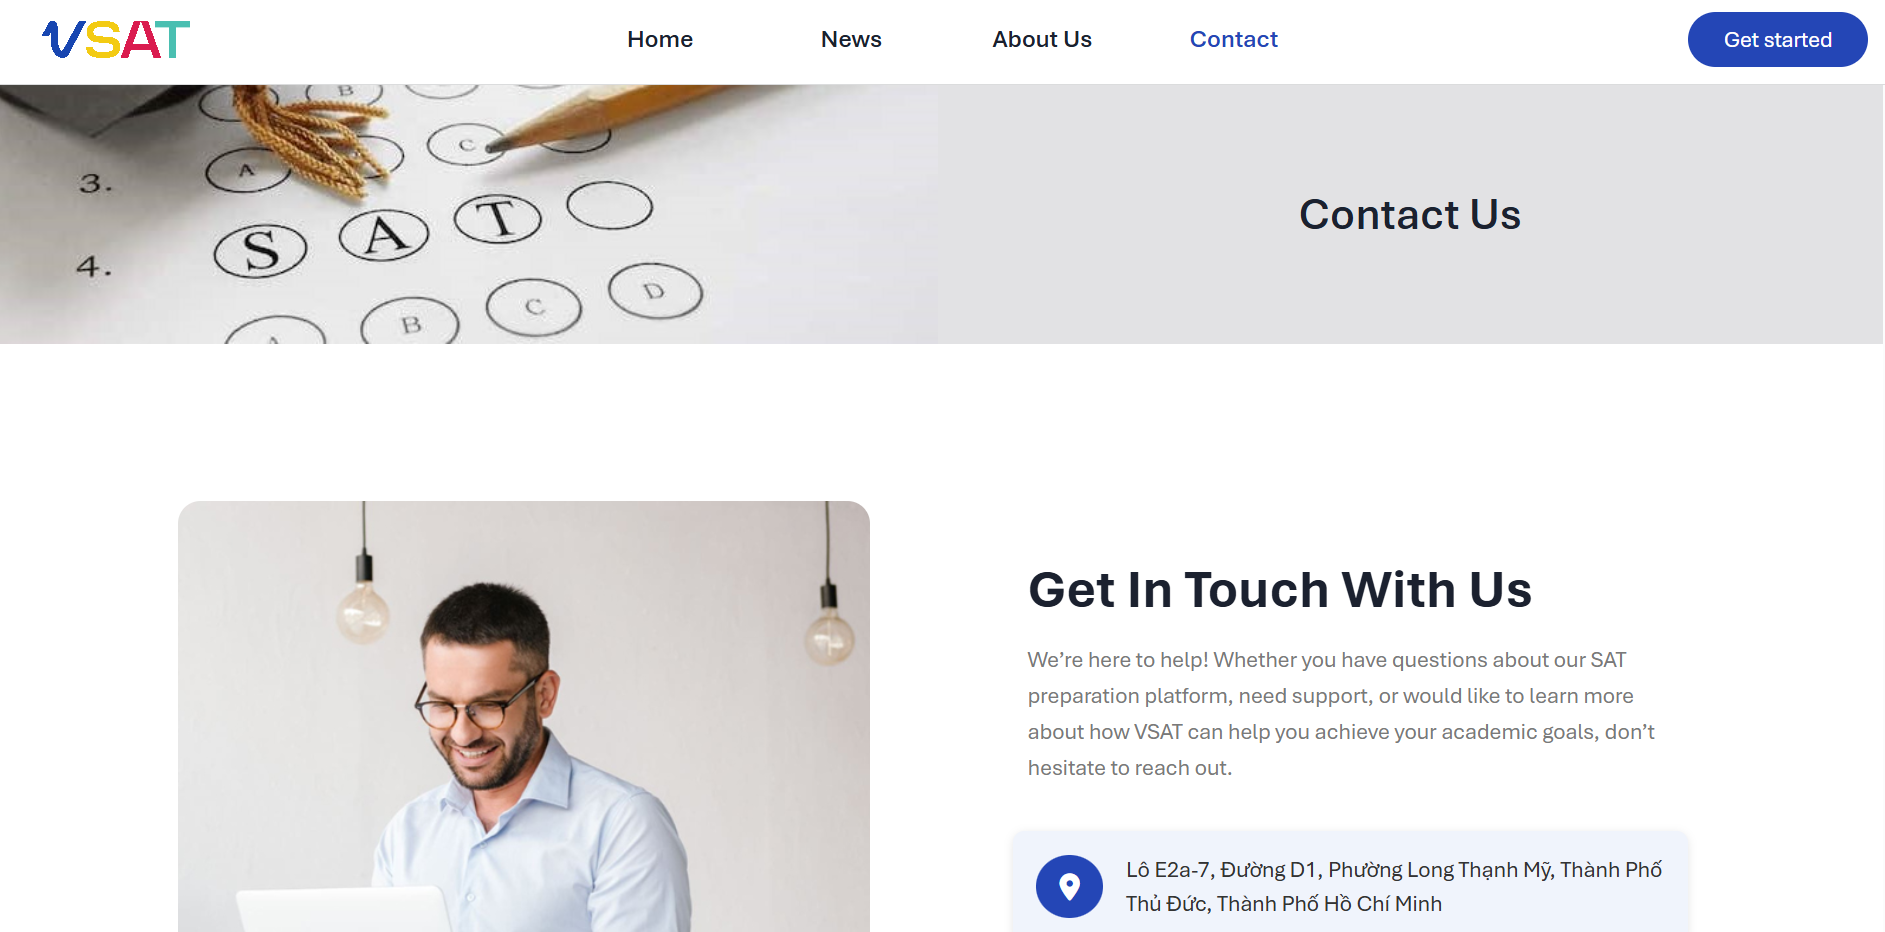 VSAT
Home
News
About Us
Contact
Get started
B
C
3.
A
S A T
4.
A B C D
Contact Us
Get In Touch With Us
We’re here to help! Whether you have questions about our SAT
preparation platform, need support, or would like to learn more
about how VSAT can help you achieve your academic goals, don’t
hesitate to reach out.
Lô E2a-7, Đường D1, Phường Long Thạnh Mỹ, Thành Phố
Thủ Đức, Thành Phố Hồ Chí Minh